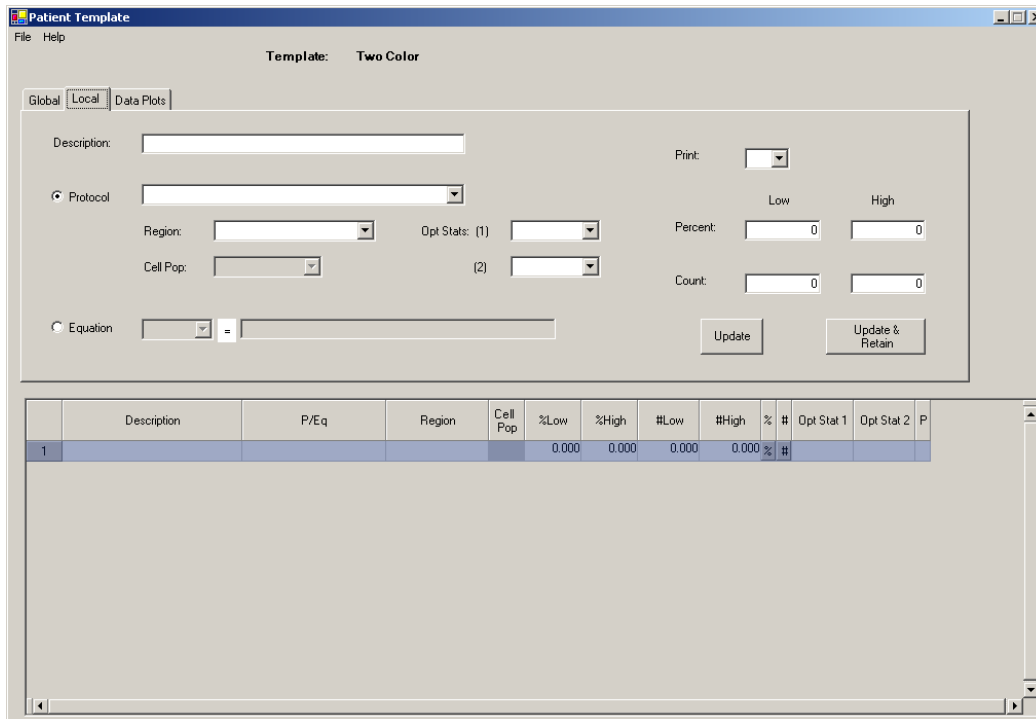 Patient Template
File Help
Template: Two Color
Global Local Data Plots
Description:
Print:
Protocol
Low High
Region: Opt Stats: (1) Percent: 0 0
Cell Pop: (2)
Count: 0 0
Equation = Update Update & Retain
Description P/Eq Region Cell Pop %Low %High #Low #High % # Opt Stat 1 Opt Stat 2 P
1 0.000 0.000 0.000 0.000 % #